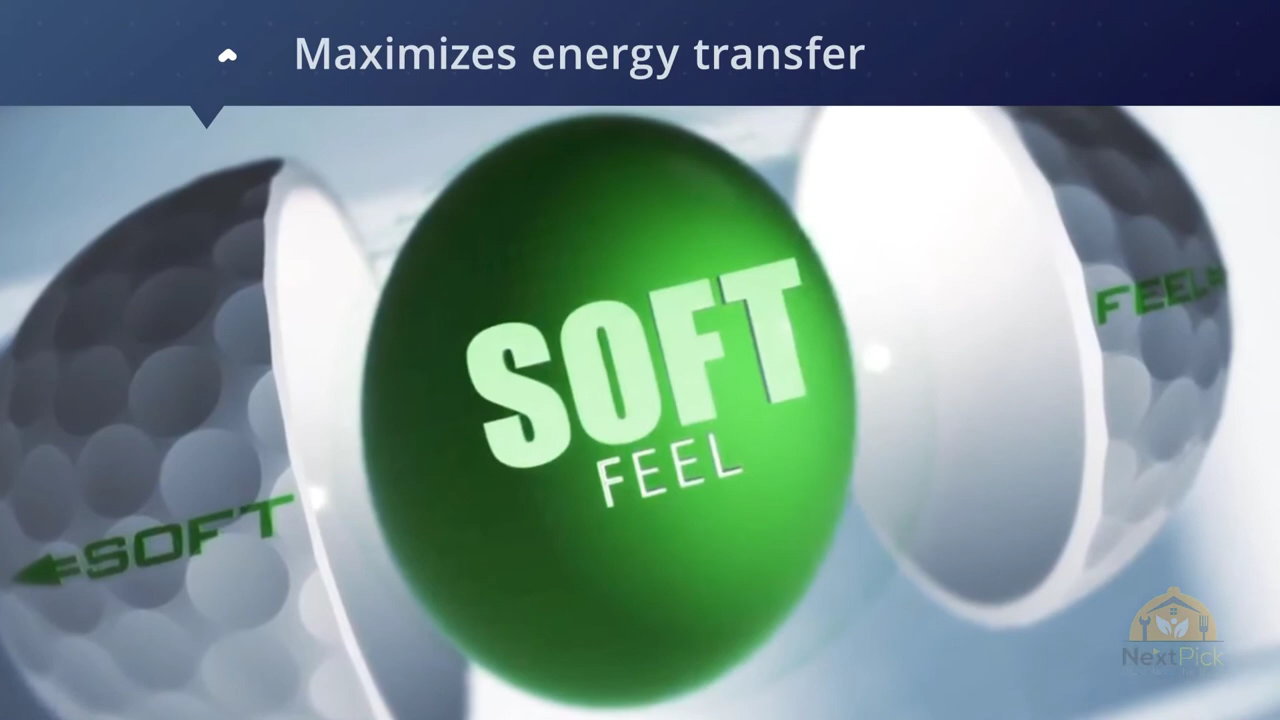 Maximizes energy transfer
SOFT
FEEL
SOFT
FEEL
NextPick